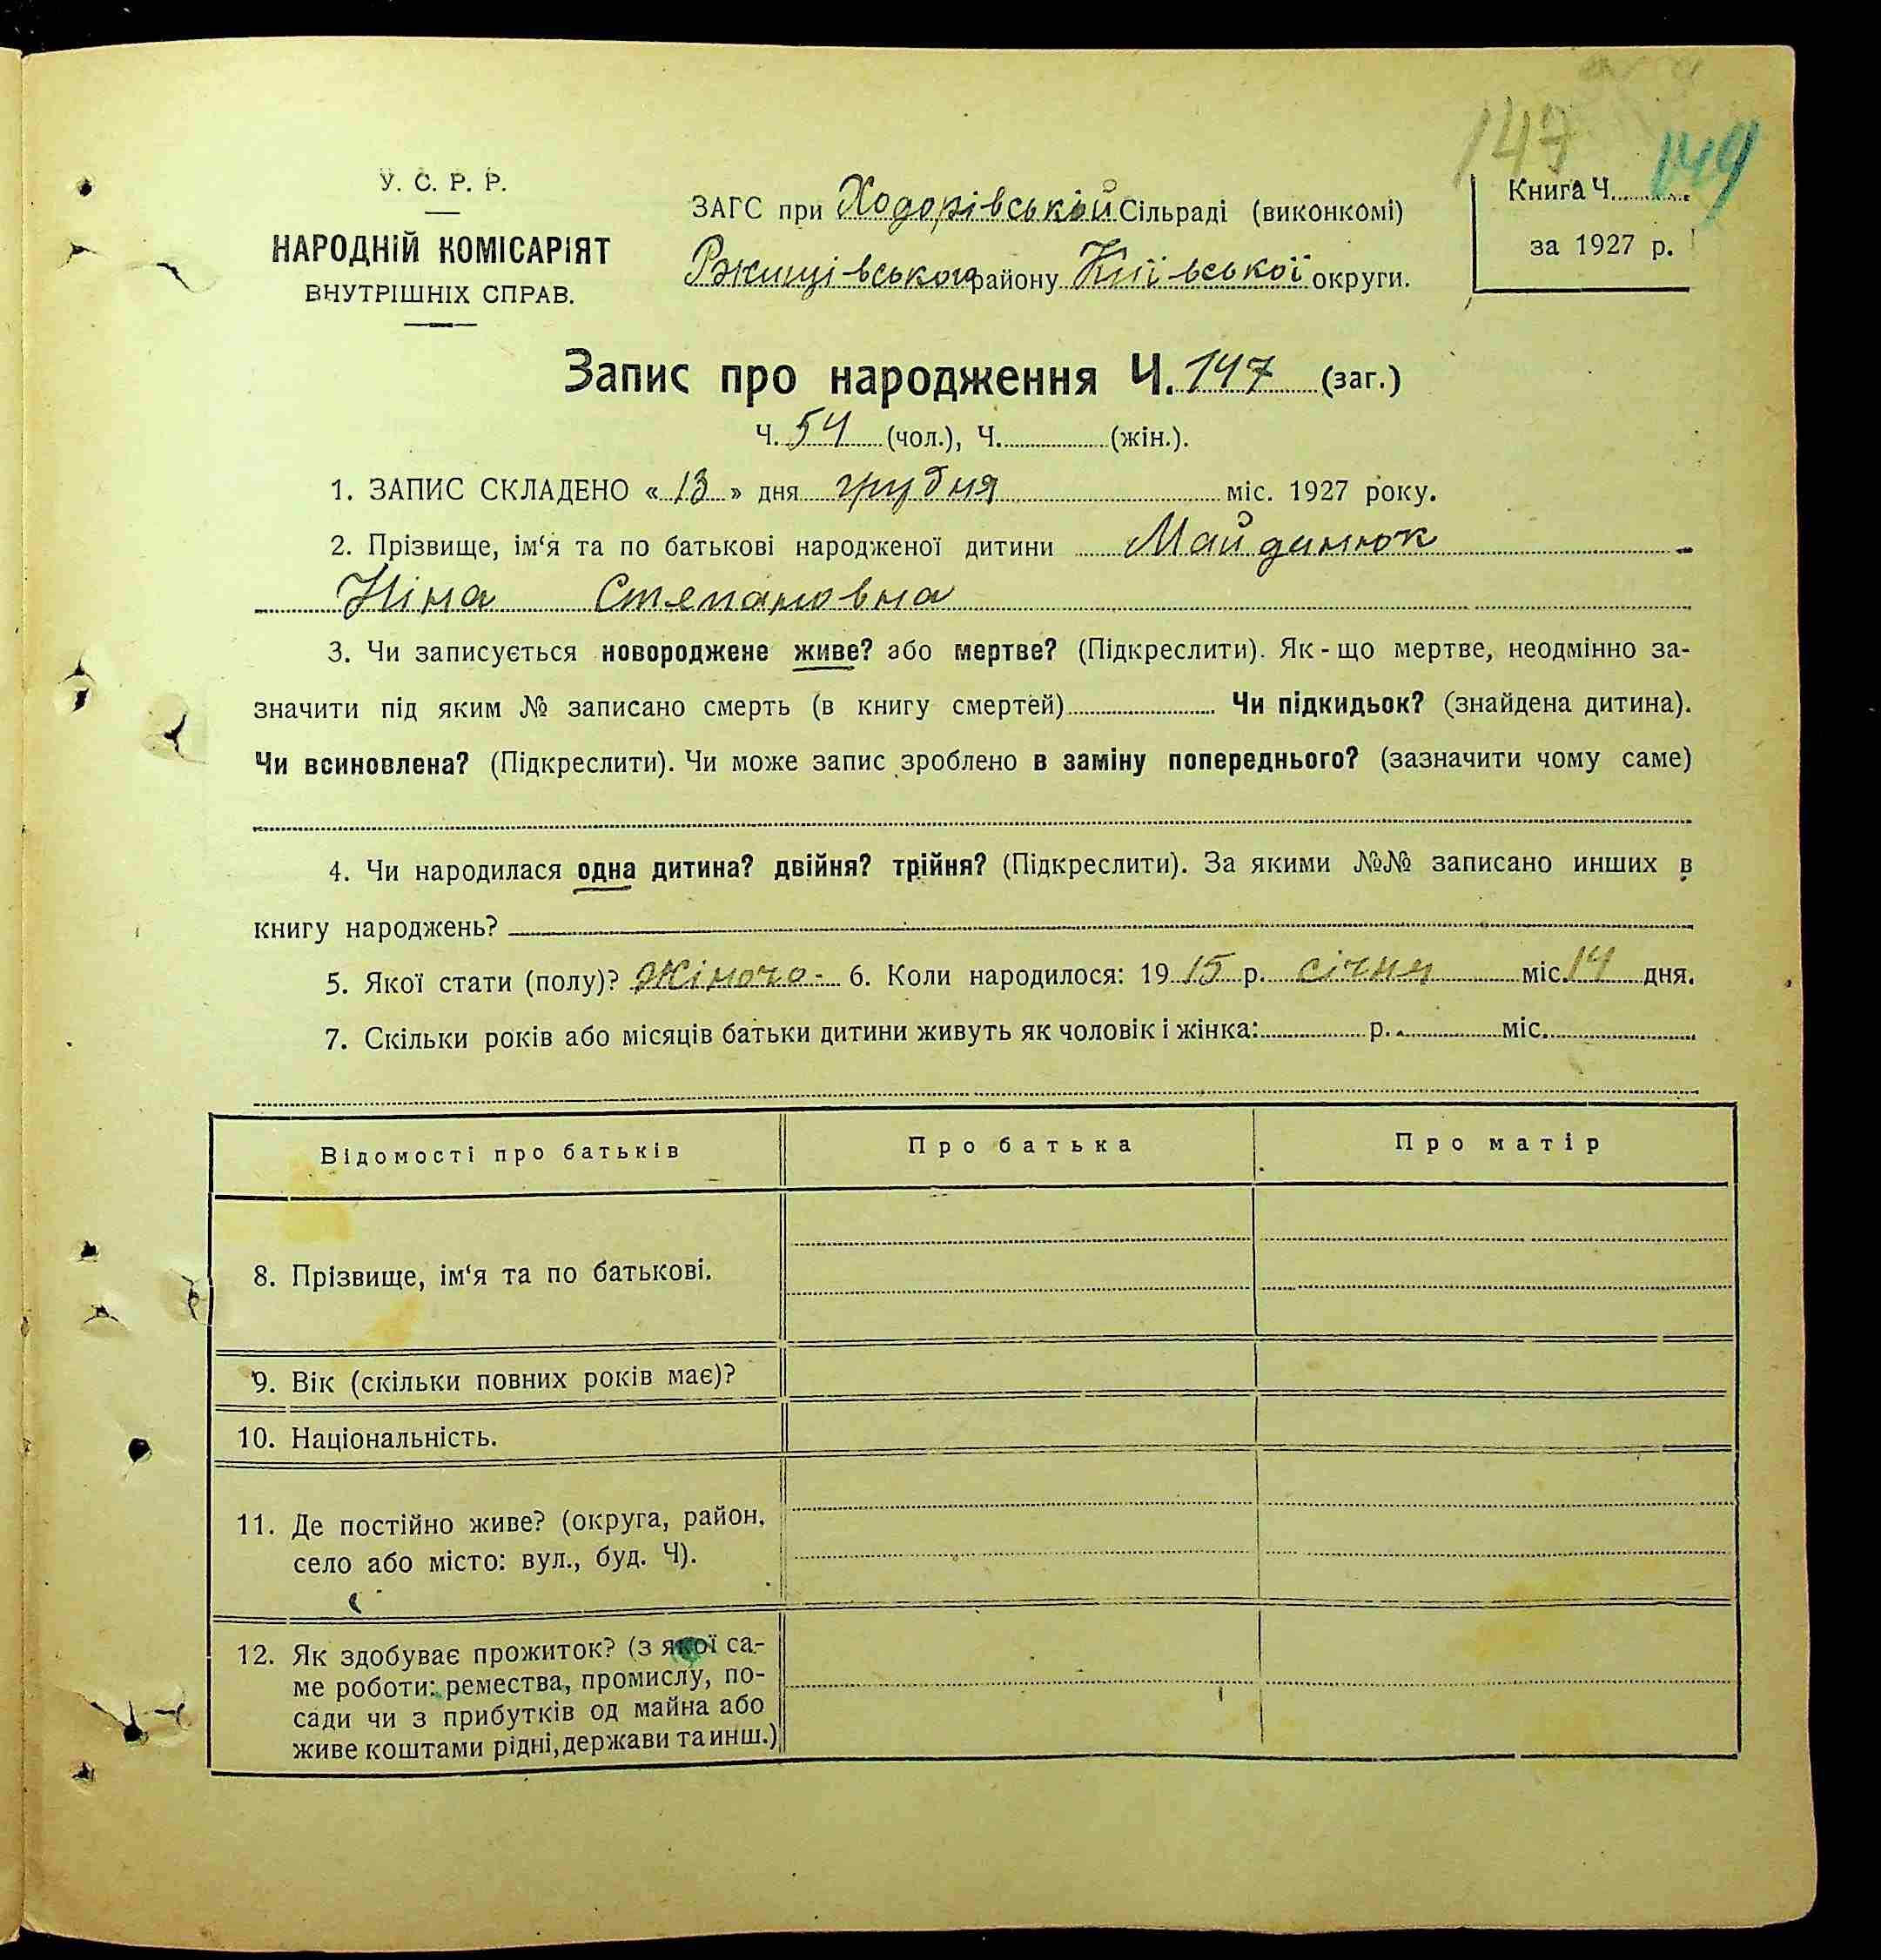 147 149
У. С. Р. Р.
НАРОДНІЙ КОМІСАРІЯТ
ВНУТРІШНІХ СПРАВ.
ЗАГС при Ходорівській Сільраді (виконкомі)
Ржищівського району Київської округи.
Книга Ч.
за 1927 р.
Запис про народження Ч. 147 (заг.)
Ч. 54 (чол.), Ч. (жін.).
1. ЗАПИС СКЛАДЕНО « 13 » дня грудня міс. 1927 року.
2. Прізвище, ім‘я та по батькові народженої дитини Майданюк
Ніна Степановна
3. Чи записується новороджене живе? або мертве? (Підкреслити). Як-що мертве, неодмінно за-
значити під яким № записано смерть (в книгу смертей) Чи підкидьок? (знайдена дитина).
Чи всиновлена? (Підкреслити). Чи може запис зроблено в заміну попереднього? (зазначити чому саме)
4. Чи народилася одна дитина? двійня? трійня? (Підкреслити). За якими №№ записано инших в
книгу народжень?
5. Якої стати (полу)? Жіночо- 6. Коли народилося: 19 15 р. січня міс. 14 дня.
7. Скільки років або місяців батьки дитини живуть як чоловік і жінка: р. міс.
Відомості про батьків Про батька Про матір
8. Прізвище, ім‘я та по батькові.
9. Вік (скільки повних років має)?
10. Національність.
11. Де постійно живе? (округа, район,
село або місто: вул., буд. Ч).
12. Як здобуває прожиток? (з якої са-
ме роботи: ремества, промислу, по-
сади чи з прибутків од майна або
живе коштами рідні, держави та инш.)